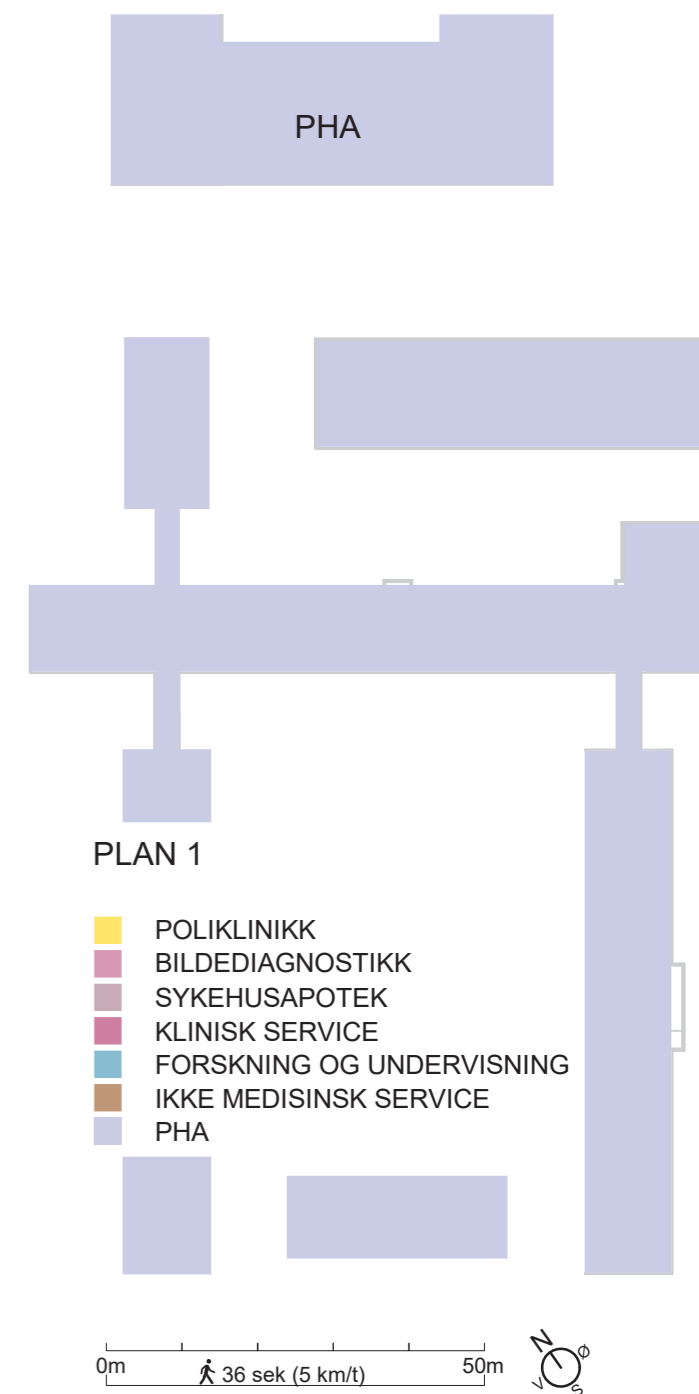 PHA
PLAN 1
POLIKLINIKK
BILDEDIAGNOSTIKK
SYKEHUSAPOTEK
KLINISK SERVICE
FORSKNING OG UNDERVISNING
IKKE MEDISINSK SERVICE
PHA
0m
36 sek (5 km/t)
50m
N
Ø
V
S